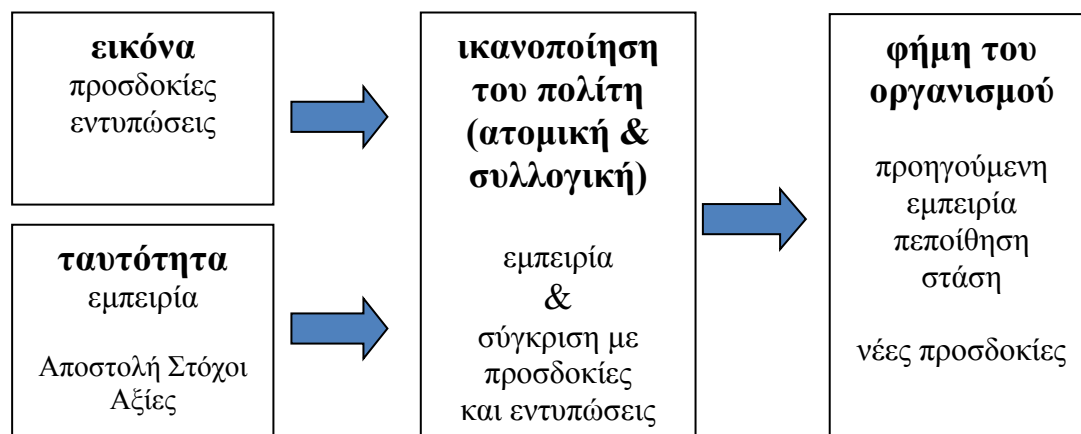 εικόνα
προσδοκίες
εντυπώσεις
ταυτότητα
εμπειρία
Αποστολή Στόχοι
Αξίες
ικανοποίηση
του πολίτη
(ατομική &
συλλογική)
εμπειρία
&
σύγκριση με
προσδοκίες
και εντυπώσεις
φήμη του
οργανισμού
προηγούμενη
εμπειρία
πεποίθηση
στάση
νέες προσδοκίες